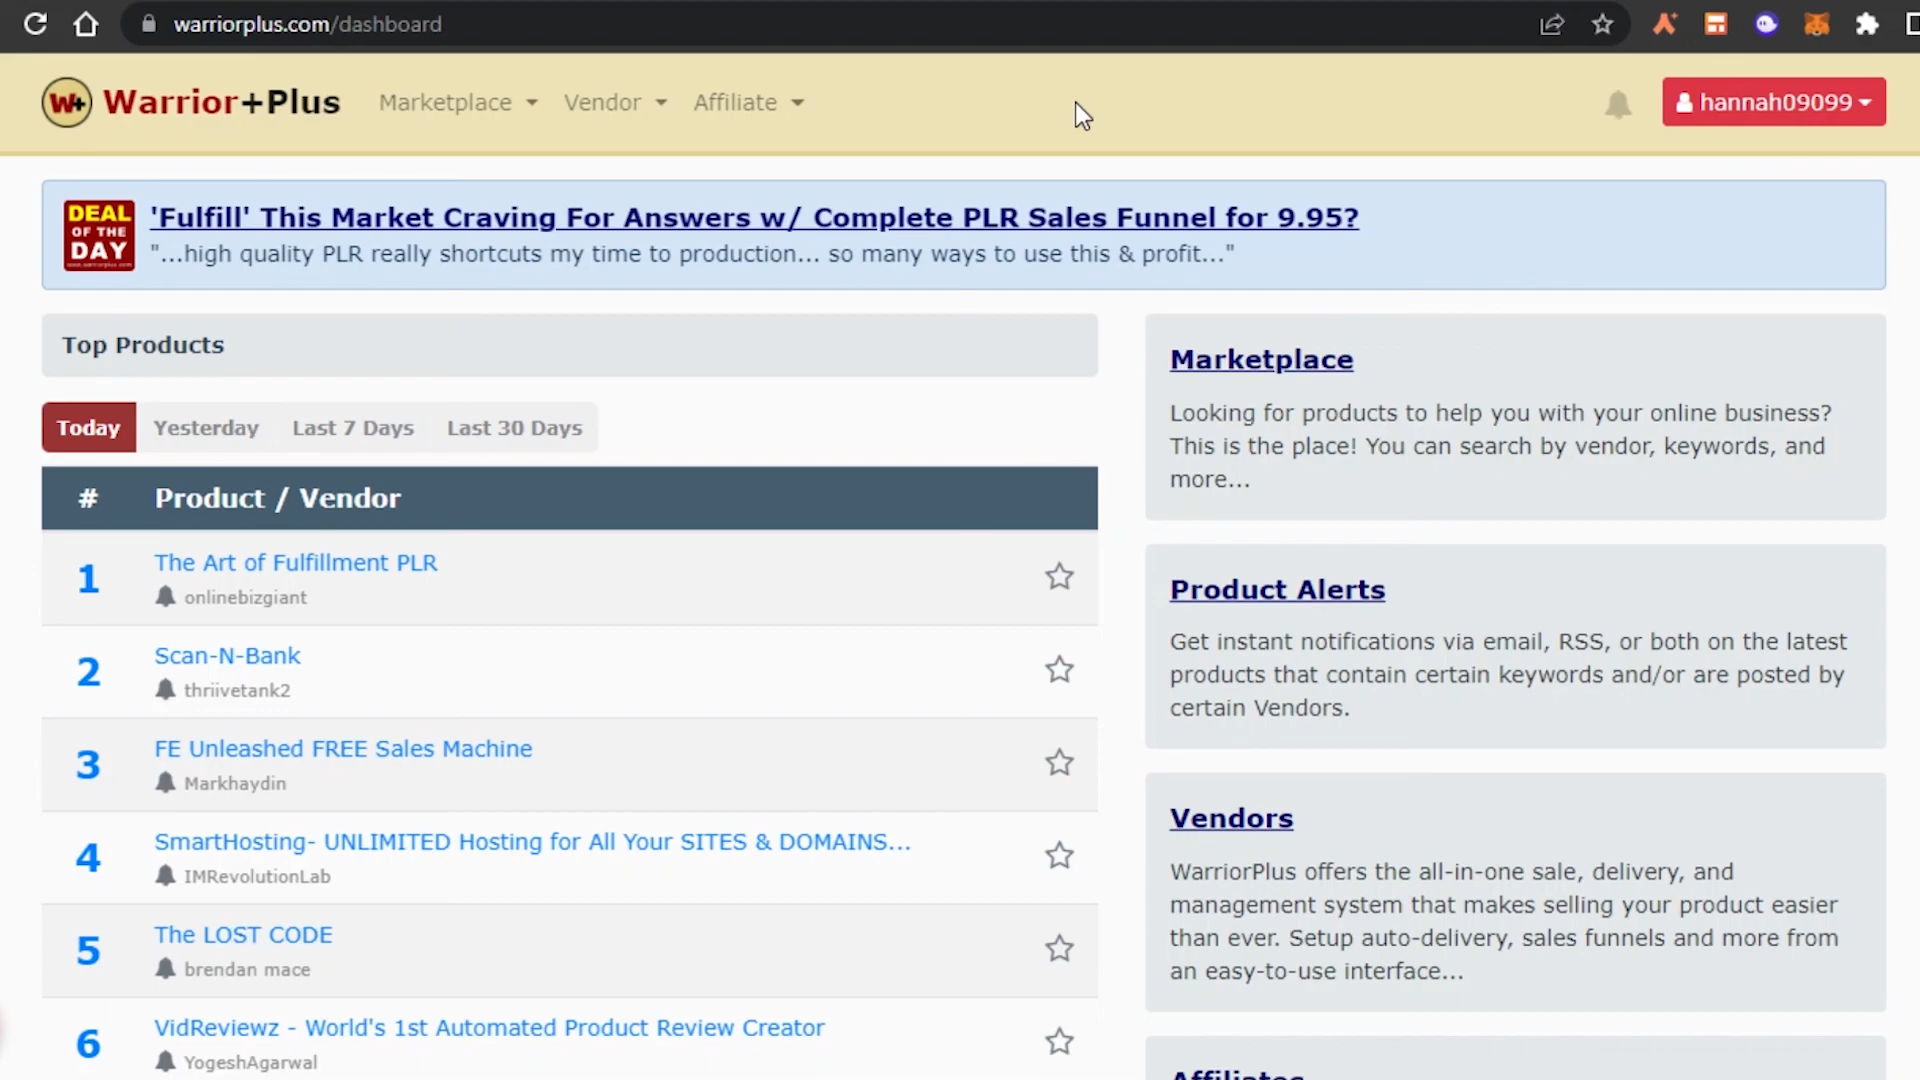 warriorplus.com/dashboard
W+ Warrior+Plus Marketplace Vendor Affiliate hannah09099
DEAL
OF THE
DAY
'Fulfill' This Market Craving For Answers w/ Complete PLR Sales Funnel for 9.95?
"...high quality PLR really shortcuts my time to production... so many ways to use this & profit..."
Top Products
Today Yesterday Last 7 Days Last 30 Days
# Product / Vendor
1 The Art of Fulfillment PLR
onlinebizgiant
2 Scan-N-Bank
thriivetank2
3 FE Unleashed FREE Sales Machine
Markhaydin
4 SmartHosting- UNLIMITED Hosting for All Your SITES & DOMAINS...
IMRevolutionLab
5 The LOST CODE
brendan mace
6 VidReviewz - World's 1st Automated Product Review Creator
YogeshAgarwal
Marketplace
Looking for products to help you with your online business?
This is the place! You can search by vendor, keywords, and
more...
Product Alerts
Get instant notifications via email, RSS, or both on the latest
products that contain certain keywords and/or are posted by
certain Vendors.
Vendors
WarriorPlus offers the all-in-one sale, delivery, and
management system that makes selling your product easier
than ever. Setup auto-delivery, sales funnels and more from
an easy-to-use interface...
Affiliates